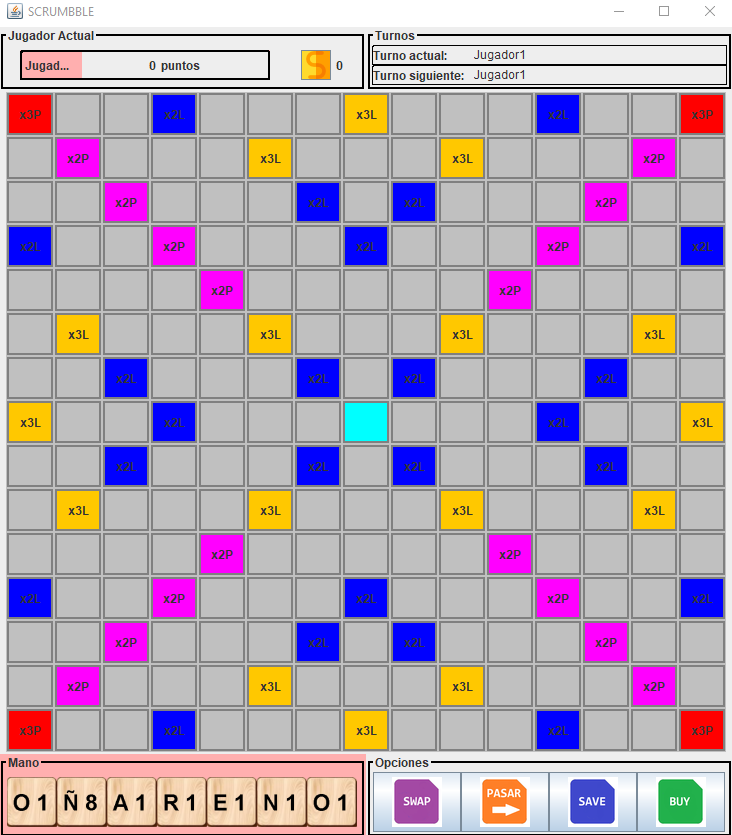 SCRUMBBLE
Jugador Actual
Turnos
Jugad... 0 puntos S 0
Turno actual: Jugador1
Turno siguiente: Jugador1
x3P x2L x3L x2L x3P
x2P x3L x3L x2P
x2P x2L x2L x2P
x2L x2P x2L x2P x2L
x2P x2P
x3L x3L x3L x3L
x2L x2L x2L x2L
x3L x2L x2L x3L
x2L x2L x2L x2L
x3L x3L x3L x3L
x2P x2P
x2L x2P x2L x2P x2L
x2P x2L x2L x2P
x2P x3L x3L x2P
x3P x2L x3L x2L x3P
Mano
Opciones
O1 Ñ8 A1 R1 E1 N1 O1
SWAP PASAR SAVE BUY